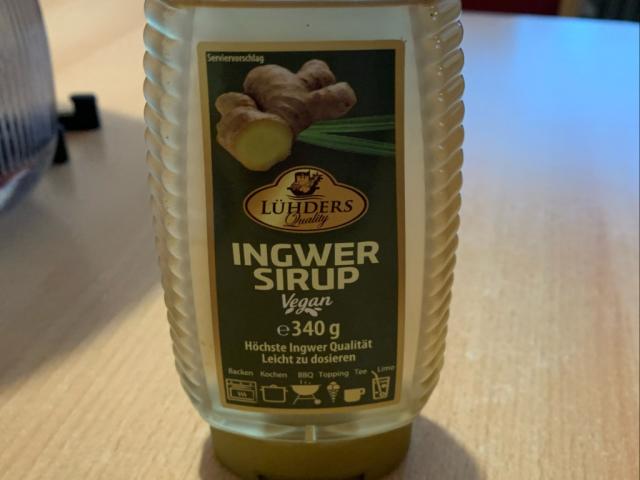 Serviervorschlag
LÜHDERS
Quality
INGWER
SIRUP
Vegan
℮340 g
Höchste Ingwer Qualität
Leicht zu dosieren
Backen Kochen BBQ Topping Tee Limo